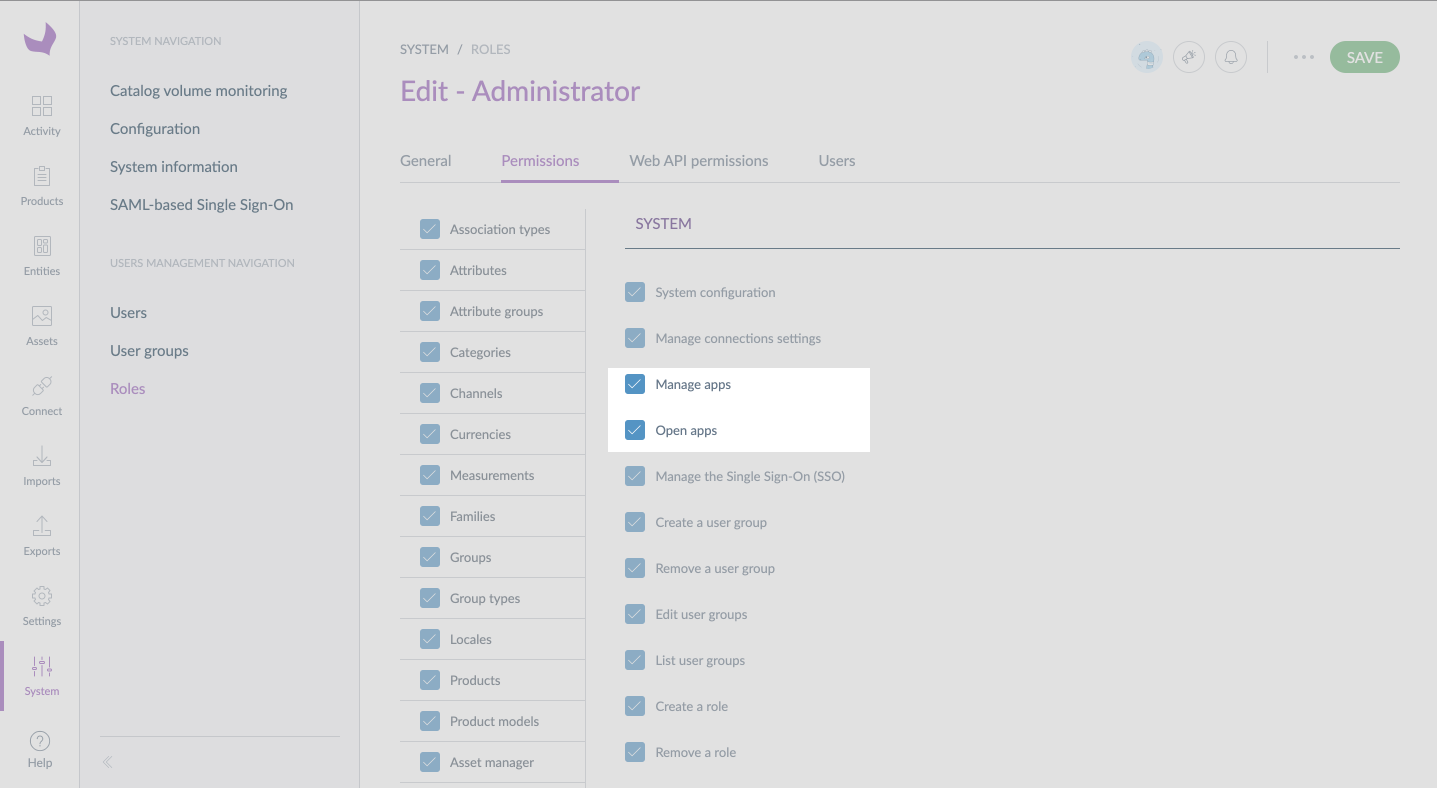 Activity
Products
Entities
Assets
Connect
Imports
Exports
Settings
System
Help
SYSTEM NAVIGATION
Catalog volume monitoring
Configuration
System information
SAML-based Single Sign-On
USERS MANAGEMENT NAVIGATION
Users
User groups
Roles
SYSTEM / ROLES
SAVE
Edit - Administrator
General Permissions Web API permissions Users
Association types
Attributes
Attribute groups
Categories
Channels
Currencies
Measurements
Families
Groups
Group types
Locales
Products
Product models
Asset manager
SYSTEM
System configuration
Manage connections settings
Manage apps
Open apps
Manage the Single Sign-On (SSO)
Create a user group
Remove a user group
Edit user groups
List user groups
Create a role
Remove a role